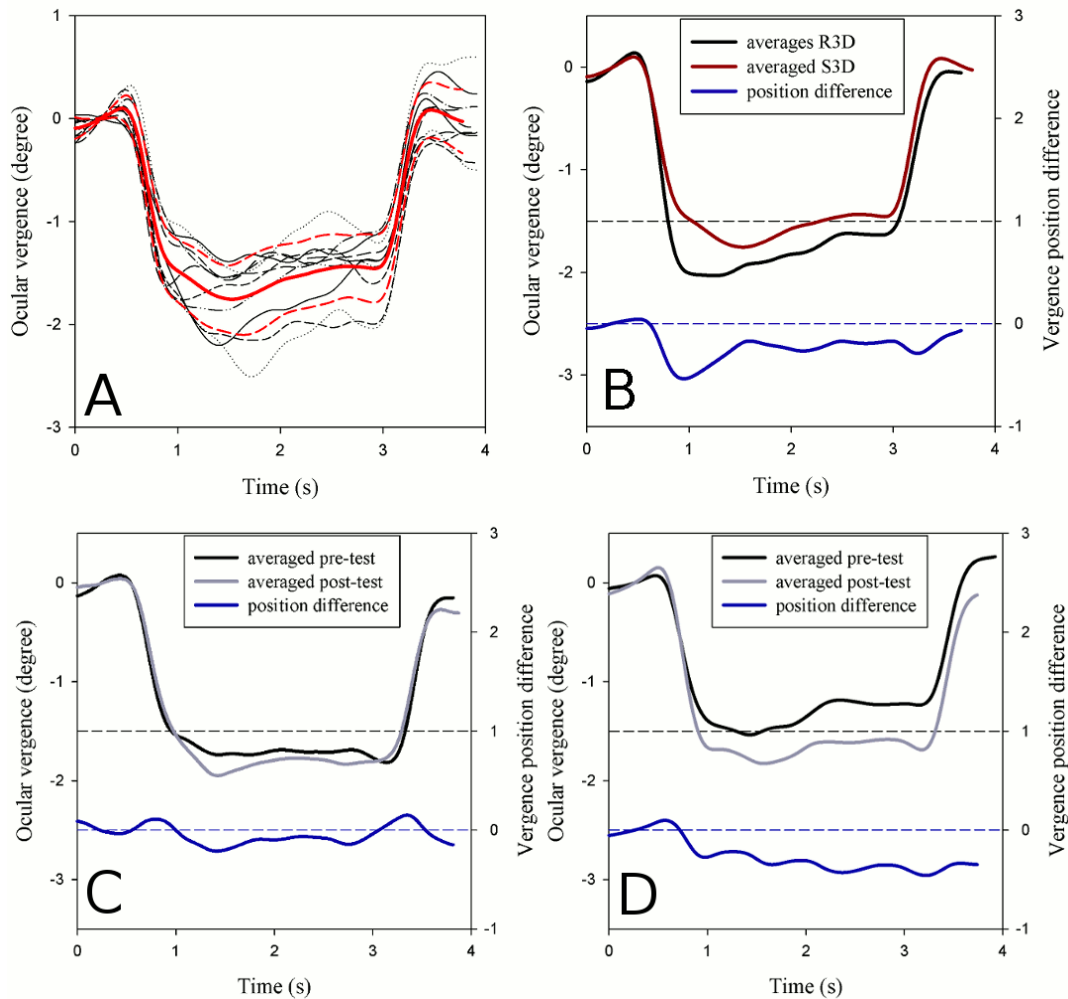 1
0
-1
-2
-3
0
1
2
3
4
Ocular vergence (degree)
Time (s)
A
0
-1
-2
-3
3
2
1
0
-1
0
1
2
3
4
averages R3D
averaged S3D
position difference
Ocular vergence (degree)
Vergence position difference
Time (s)
B
0
-1
-2
-3
3
2
1
0
-1
0
1
2
3
4
averaged pre-test
averaged post-test
position difference
Ocular vergence (degree)
Vergence position difference
Time (s)
C
0
-1
-2
-3
3
2
1
0
-1
0
1
2
3
4
averaged pre-test
averaged post-test
position difference
Ocular vergence (degree)
Vergence position difference
Time (s)
D